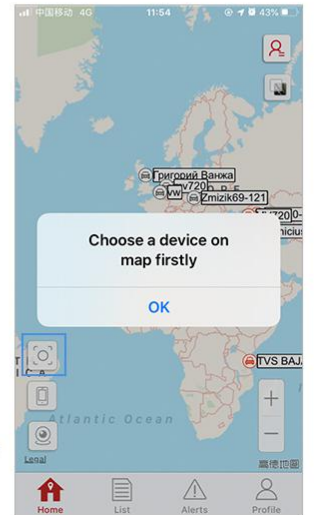 中国移动 4G 11:54 43%
Григорий Ванжа
v720
vw
Zmizik69-121
Choose a device on
map firstly
OK
TVS BAJ
Atlantic Ocean
Legal
高德地图
Home List Alerts Profile